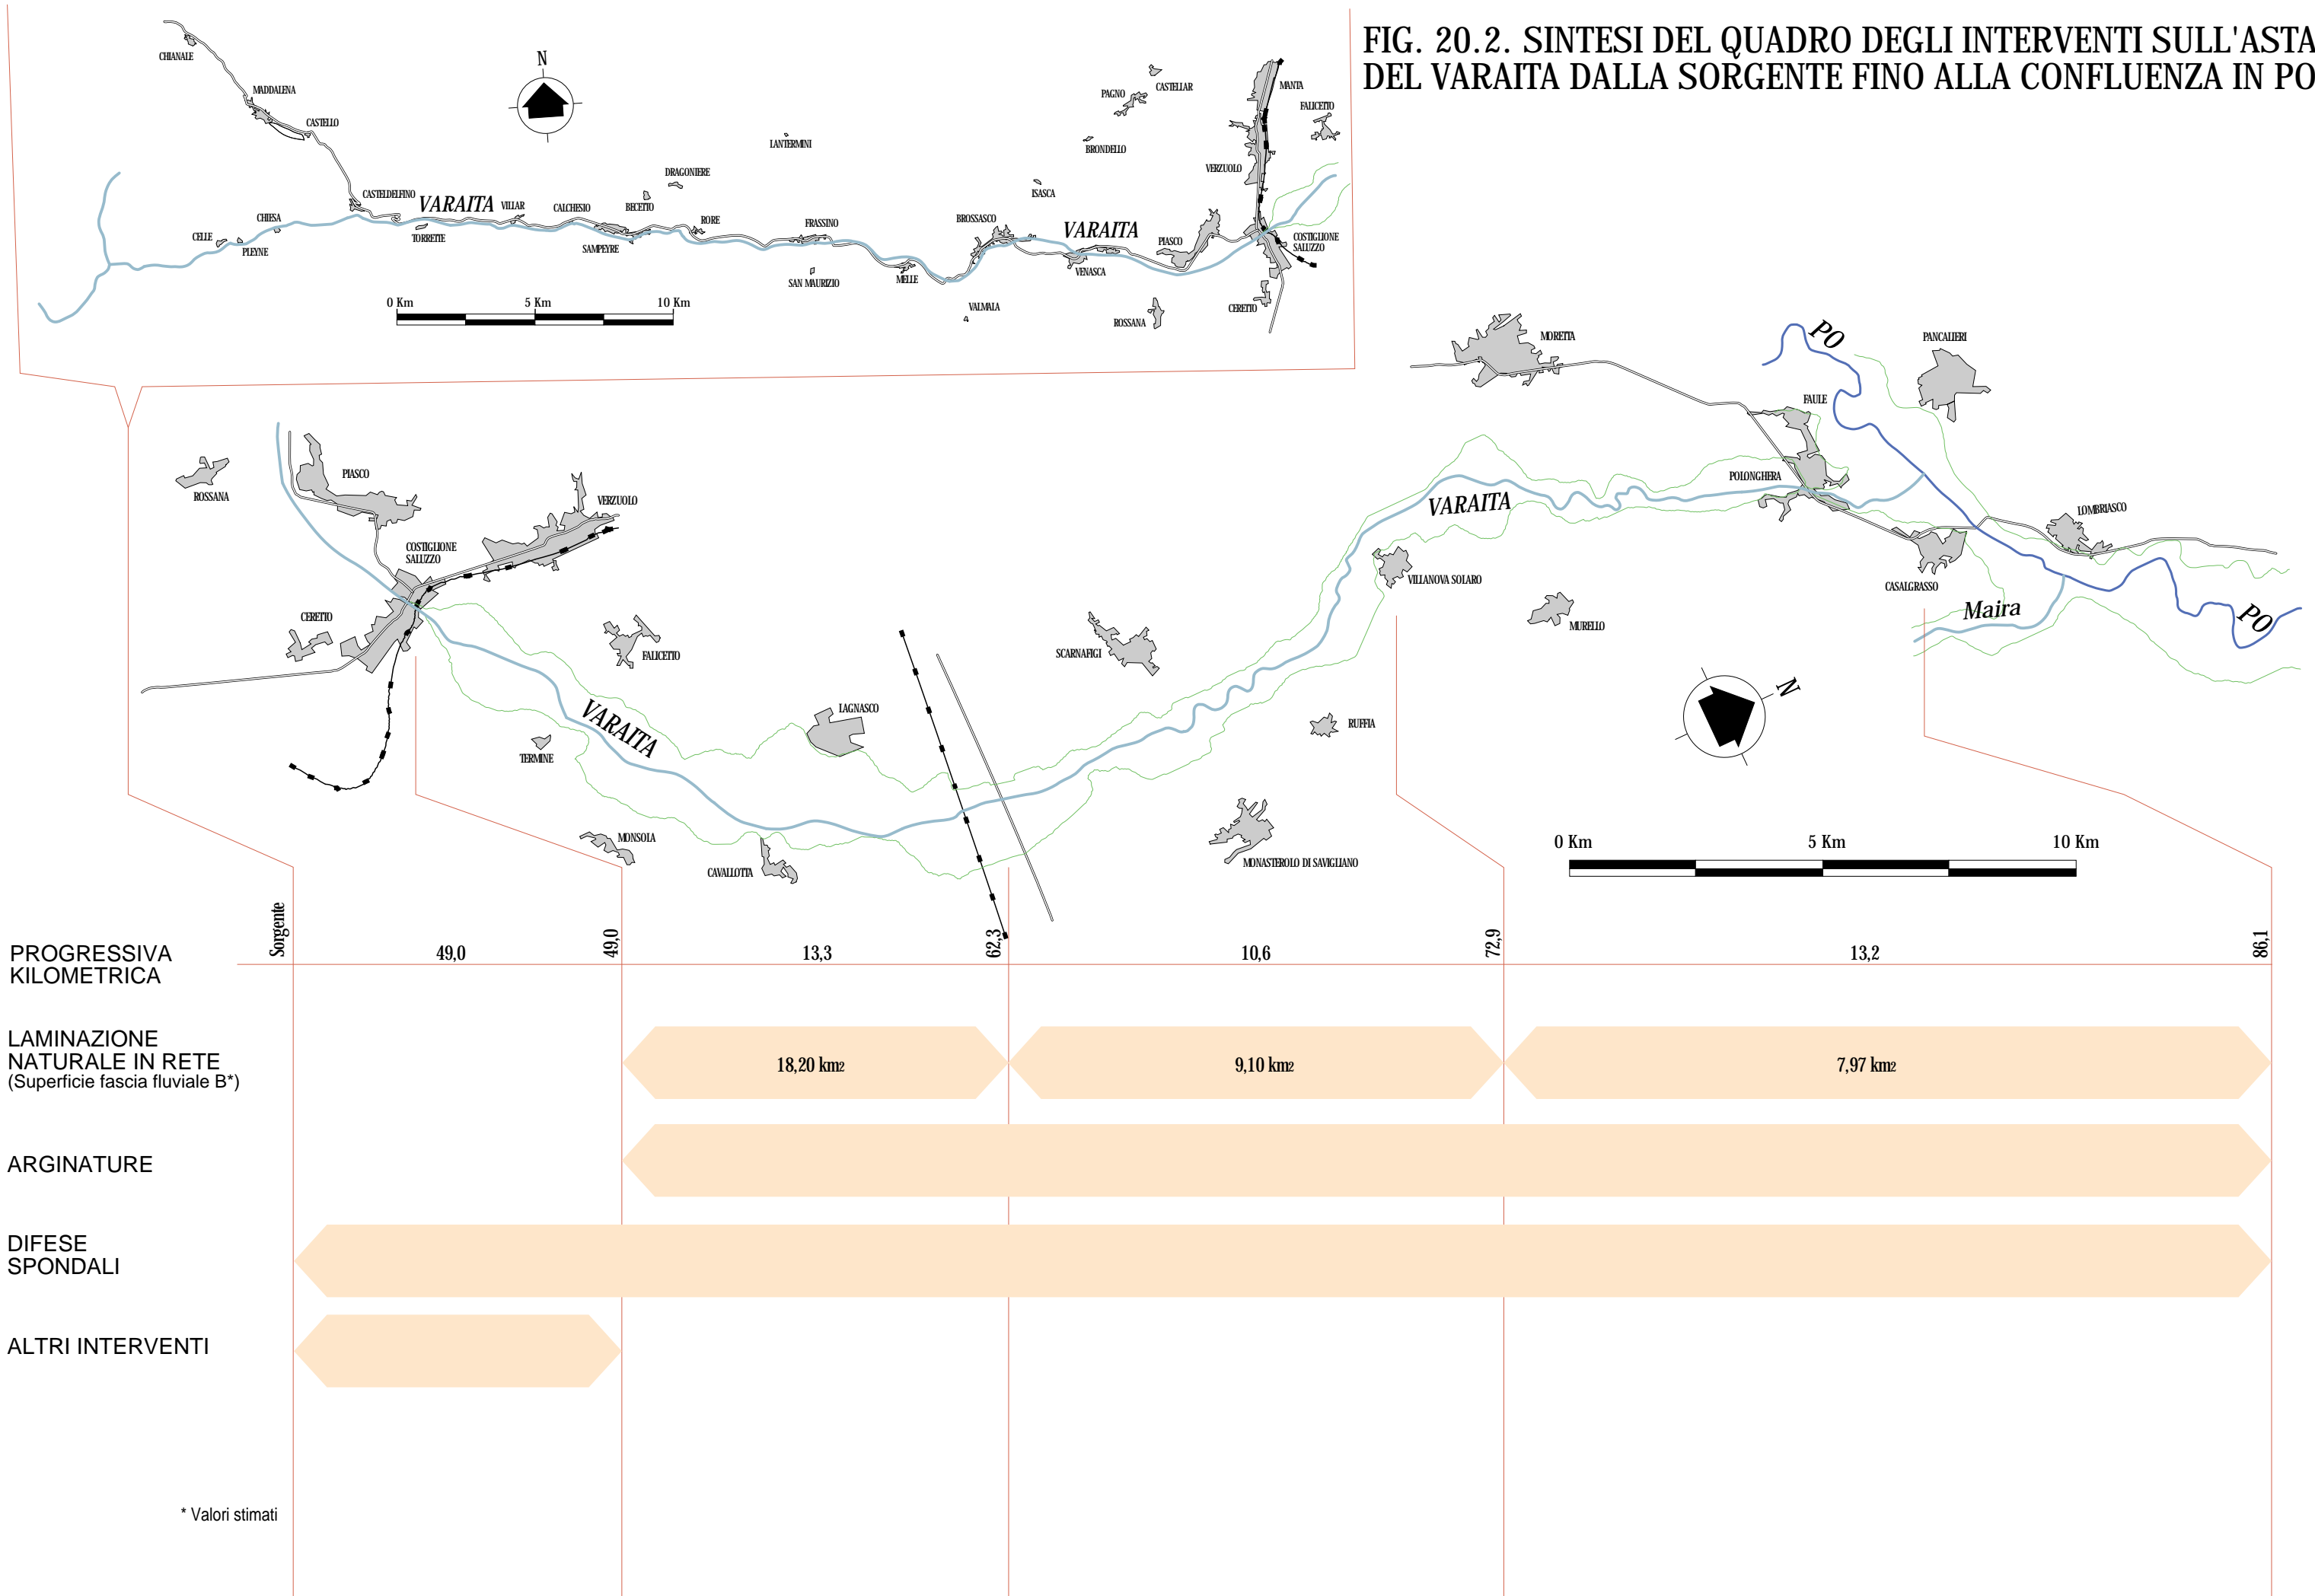 FIG. 20.2. SINTESI DEL QUADRO DEGLI INTERVENTI SULL'ASTA
DEL VARAITA DALLA SORGENTE FINO ALLA CONFLUENZA IN PO
CHIANALE
MADDALENA
CASTELLO
N
CASTELDELFINO
VARAITA
CHIESA
CELLE
PLEYNE
TORRETTE
VILLAR
CALCHESIO
BECETTO
DRAGONIERE
SAMPEYRE
RORE
LANTERMINI
FRASSINO
SAN MAURIZIO
MELLE
BROSSASCO
VALMALA
ISASCA
VARAITA
VENASCA
PIASCO
ROSSANA
PAGNO
CASTELLAR
BRONDELLO
VERZUOLO
MANTA
FALICETTO
COSTIGLIONE
SALUZZO
CERETTO
0 Km
5 Km
10 Km
ROSSANA
PIASCO
VERZUOLO
COSTIGLIONE
SALUZZO
CERETTO
FALICETTO
VARAITA
TERMINE
MONSOLA
LAGNASCO
CAVALLOTTA
SCARNAFIGI
RUFFIA
MONASTEROLO DI SAVIGLIANO
VARAITA
VILLANOVA SOLARO
MURELLO
MORETTA
PO
PANCALIERI
FAULE
POLONGHERA
LOMBRIASCO
CASALGRASSO
Maira
PO
N
0 Km
5 Km
10 Km
PROGRESSIVA
KILOMETRICA
Sorgente
49,0
49,0
13,3
62,3
10,6
72,9
13,2
86,1
LAMINAZIONE
NATURALE IN RETE
(Superficie fascia fluviale B*)
18,20 km2
9,10 km2
7,97 km2
ARGINATURE
DIFESE
SPONDALI
ALTRI INTERVENTI
* Valori stimati